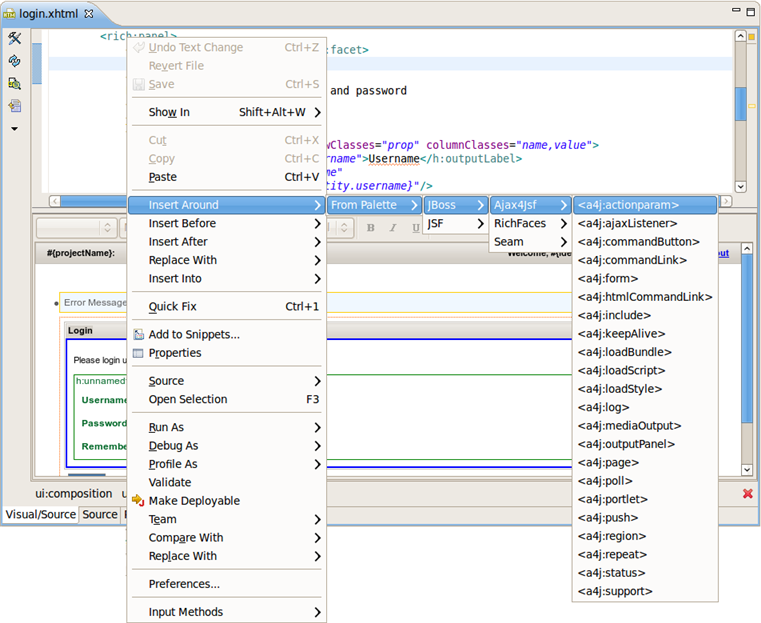 login.xhtml
<rich:panel>
:facet>
and password
wClasses="prop" columnClasses="name,value">
rname">Username</h:outputLabel>
me"
tity.username}"/>
Undo Text Change Ctrl+Z
Revert File
Save Ctrl+S
Show In Shift+Alt+W
Cut Ctrl+X
Copy Ctrl+C
Paste Ctrl+V
Insert Around
Insert Before
Insert After
Replace With
Insert Into
Quick Fix Ctrl+1
Add to Snippets...
Properties
Source
Open Selection F3
Run As
Debug As
Profile As
Validate
Make Deployable
Team
Compare With
Replace With
Preferences...
Input Methods
From Palette
JBoss
JSF
Ajax4Jsf
RichFaces
Seam
<a4j:actionparam>
<a4j:ajaxListener>
<a4j:commandButton>
<a4j:commandLink>
<a4j:form>
<a4j:htmlCommandLink>
<a4j:include>
<a4j:keepAlive>
<a4j:loadBundle>
<a4j:loadScript>
<a4j:loadStyle>
<a4j:log>
<a4j:mediaOutput>
<a4j:outputPanel>
<a4j:page>
<a4j:poll>
<a4j:portlet>
<a4j:push>
<a4j:region>
<a4j:repeat>
<a4j:status>
<a4j:support>
B I U
#{projectName}:
Welcome, #{ide
out
Error Message
Login
Please login u
h:unnamed
Username
Password
Remembe
ui:composition u
Visual/Source Source